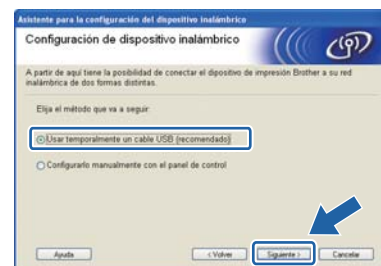 Asistente para la configuración del dispositivo inalámbrico
Configuración de dispositivo inalámbrico
A partir de aquí tiene la posibilidad de conectar el dipositivo de impresión Brother a su red
inalámbrica de dos formas distintas.
Elija el método que va a seguir:
Usar temporalmente un cable USB (recomendado)
Configurarlo manualmente con el panel de control
Ayuda
< Volver
Siguiente >
Cancelar